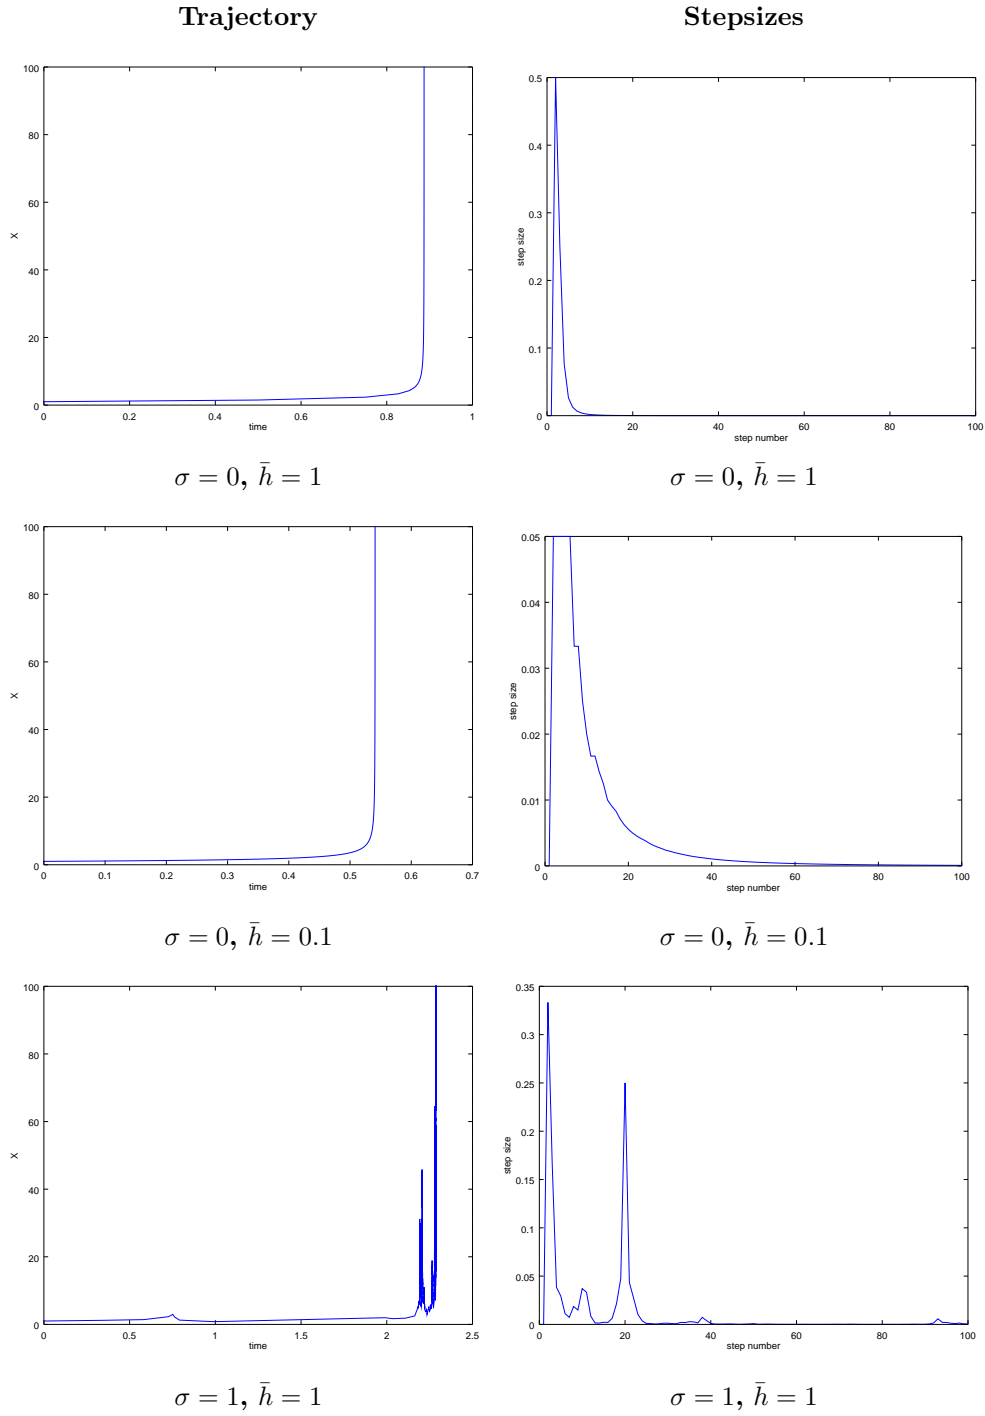 Trajectory Stepsizes
100
80
60
40
20
0
X
0 0.2 0.4 0.6 0.8 1
time
0.5
0.4
0.3
0.2
0.1
0
step size
0 20 40 60 80 100
step number
σ = 0, h̄ = 1
σ = 0, h̄ = 1
100
80
60
40
20
0
X
0 0.1 0.2 0.3 0.4 0.5 0.6 0.7
time
0.05
0.04
0.03
0.02
0.01
0
step size
0 20 40 60 80 100
step number
σ = 0, h̄ = 0.1
σ = 0, h̄ = 0.1
100
80
60
40
20
0
X
0 0.5 1 1.5 2 2.5
time
0.35
0.3
0.25
0.2
0.15
0.1
0.05
0
step size
0 20 40 60 80 100
step number
σ = 1, h̄ = 1
σ = 1, h̄ = 1